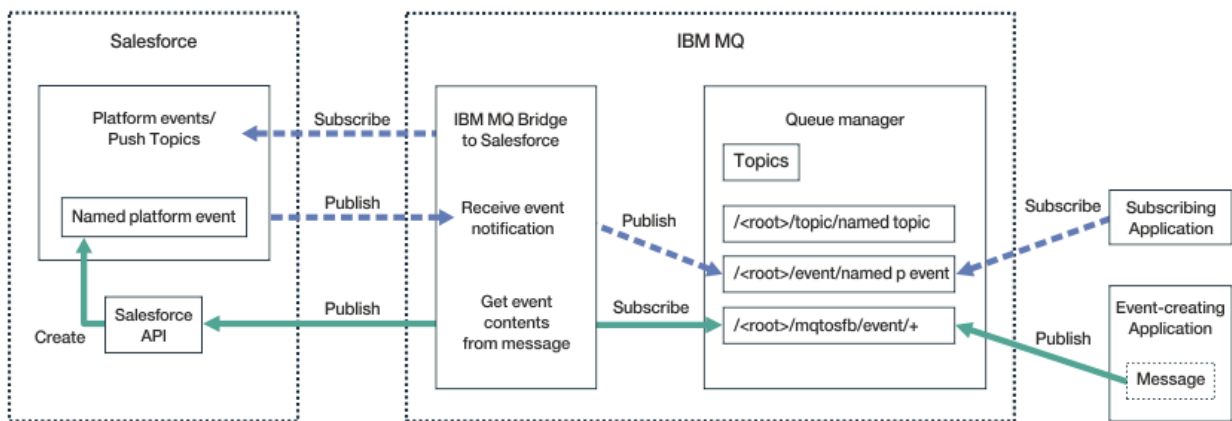 Salesforce
IBM MQ
Platform events/
Push Topics
Subscribe
IBM MQ Bridge
to Salesforce
Queue manager
Topics
Named platform event
Publish
Receive event
notification
Publish
/<root>/topic/named topic
Subscribe
Subscribing
Application
/<root>/event/named p event
Create
Salesforce
API
Publish
Get event
contents
from message
Subscribe
/<root>/mqtosfb/event/+
Publish
Event-creating
Application
Message